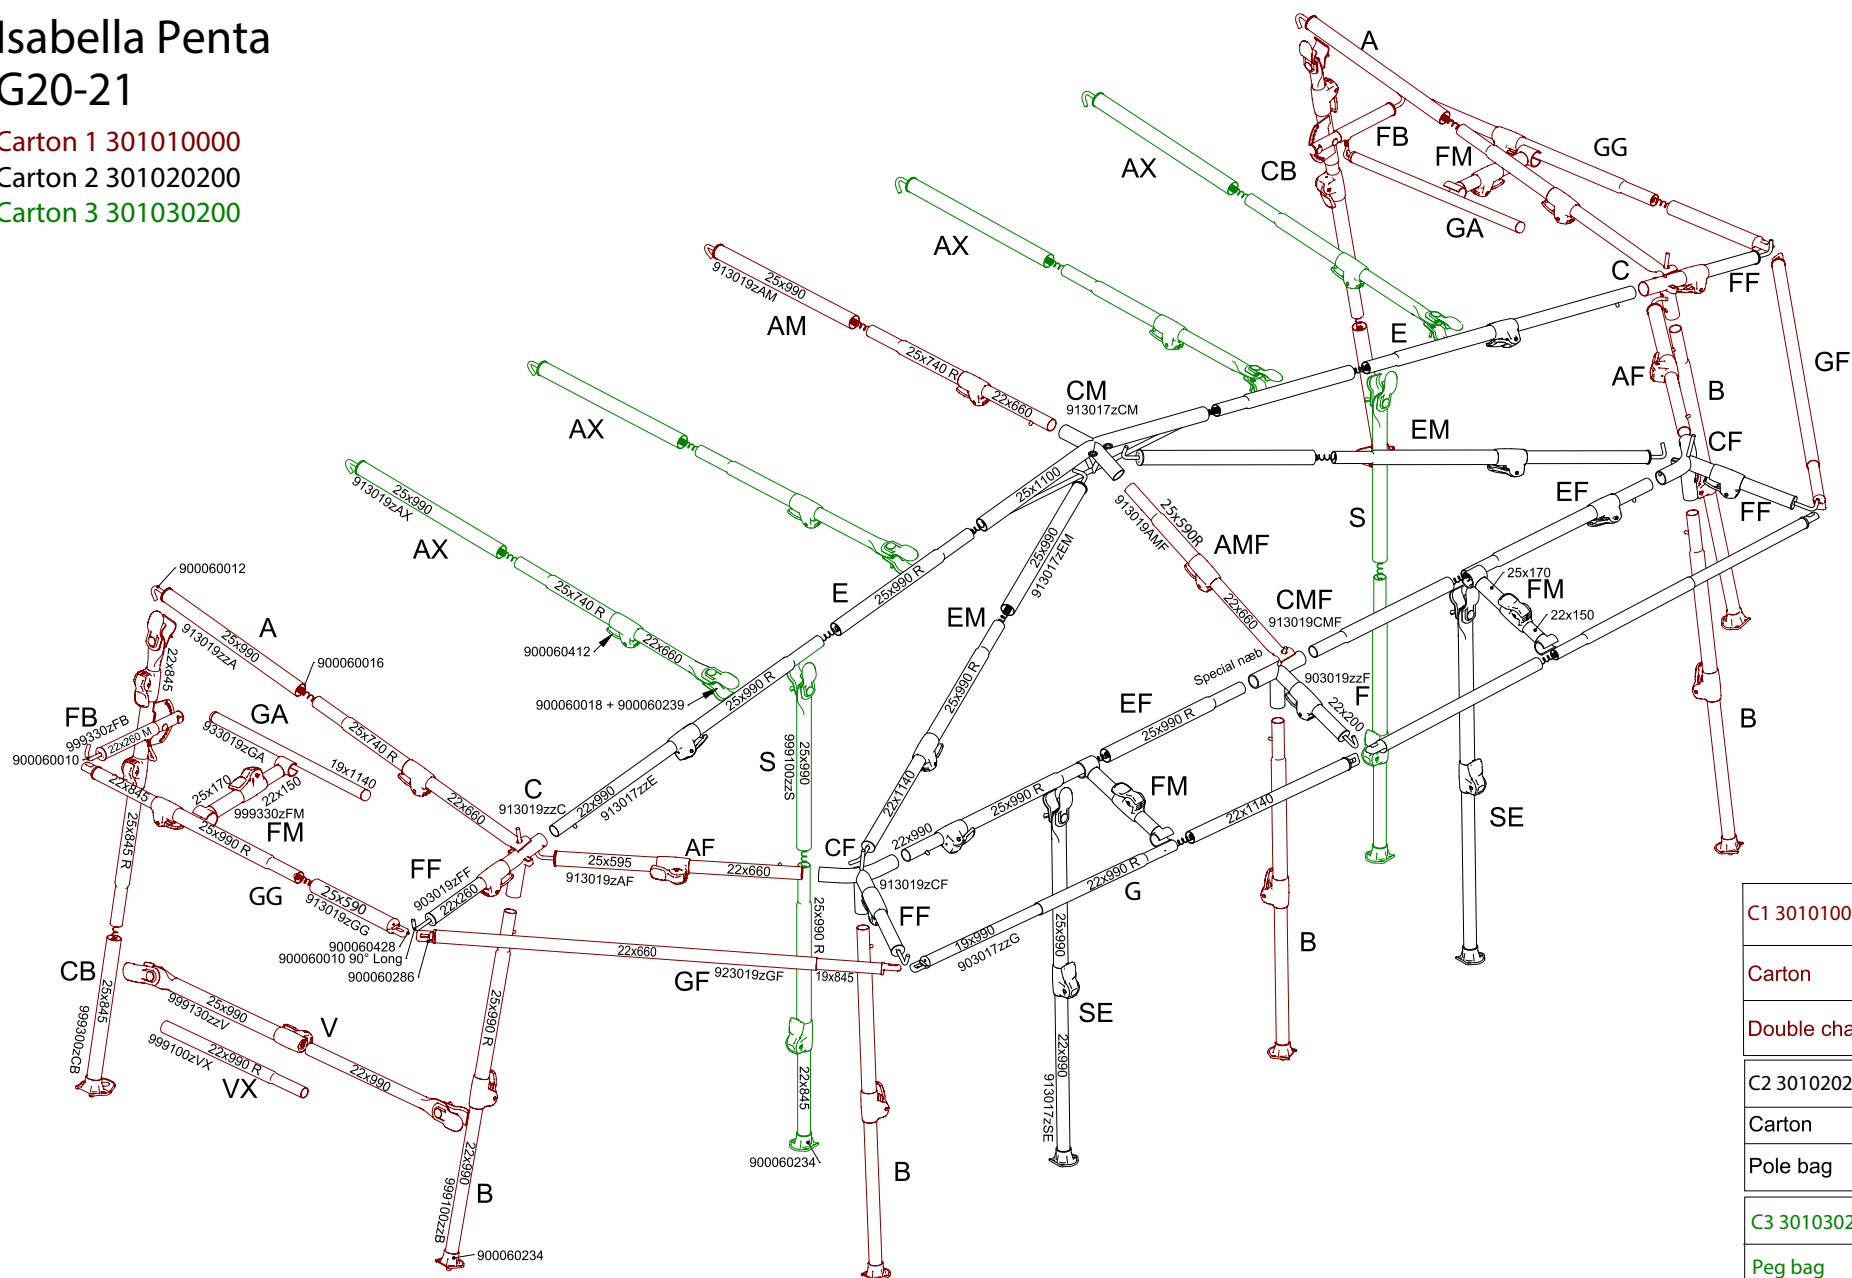 Isabella Penta
G20-21
Carton 1 301010000
Carton 2 301020200
Carton 3 301030200
A
FB
FM
GG
CB
GA
AX
AX
C
FF
AM
25x990
913019zAM
25x740 R
22x660
E
GF
AF
B
CM
913017zCM
EM
CF
EF
FF
AX
25x1100
S
25x990
913019zAX
AX
25x740 R
22x660
900060412
900060018 + 900060239
25x590R
913019AMF
AMF
22x660
25x990
913017zEM
EM
25x990 R
22x1140
E
25x990 R
25x990 R
22x990
913017zzE
CMF
913019CMF
25x170
FM
22x150
Special næb
903019zzF
F
22x200
900060012
A
25x990
913019zzA
900060016
22x845
FB
999330zFB
22x260 M
900060010
GA
933019zGA
19x1140
25x740 R
22x660
22x845
25x170
22x150
999330zFM
FM
25x990 R
25x845 R
C
913019zzC
S
25x990
999100zzS
EF
25x990 R
B
FM
25x990 R
22x990
22x1140
SE
B
FF
903019zFF
22x260
AF
25x595
913019zAF
22x660
CF
913019zCF
FF
22x990 R
G
19x990
903017zzG
GG
25x590
913019zGG
900060428
900060010 90° Long
900060286
22x660
GF
923019zGF
19x845
25x990 R
25x990
SE
22x990
913017zSE
B
CB
25x845
999300zCB
25x990
999130zzV
V
22x990
999100zVX
22x990 R
VX
25x990 R
22x990
999100zzB
B
900060234
22x845
900060234
B
C1 3010100
Carton
Double cha
C2 3010202
Carton
Pole bag
C3 3010302
Peg bag